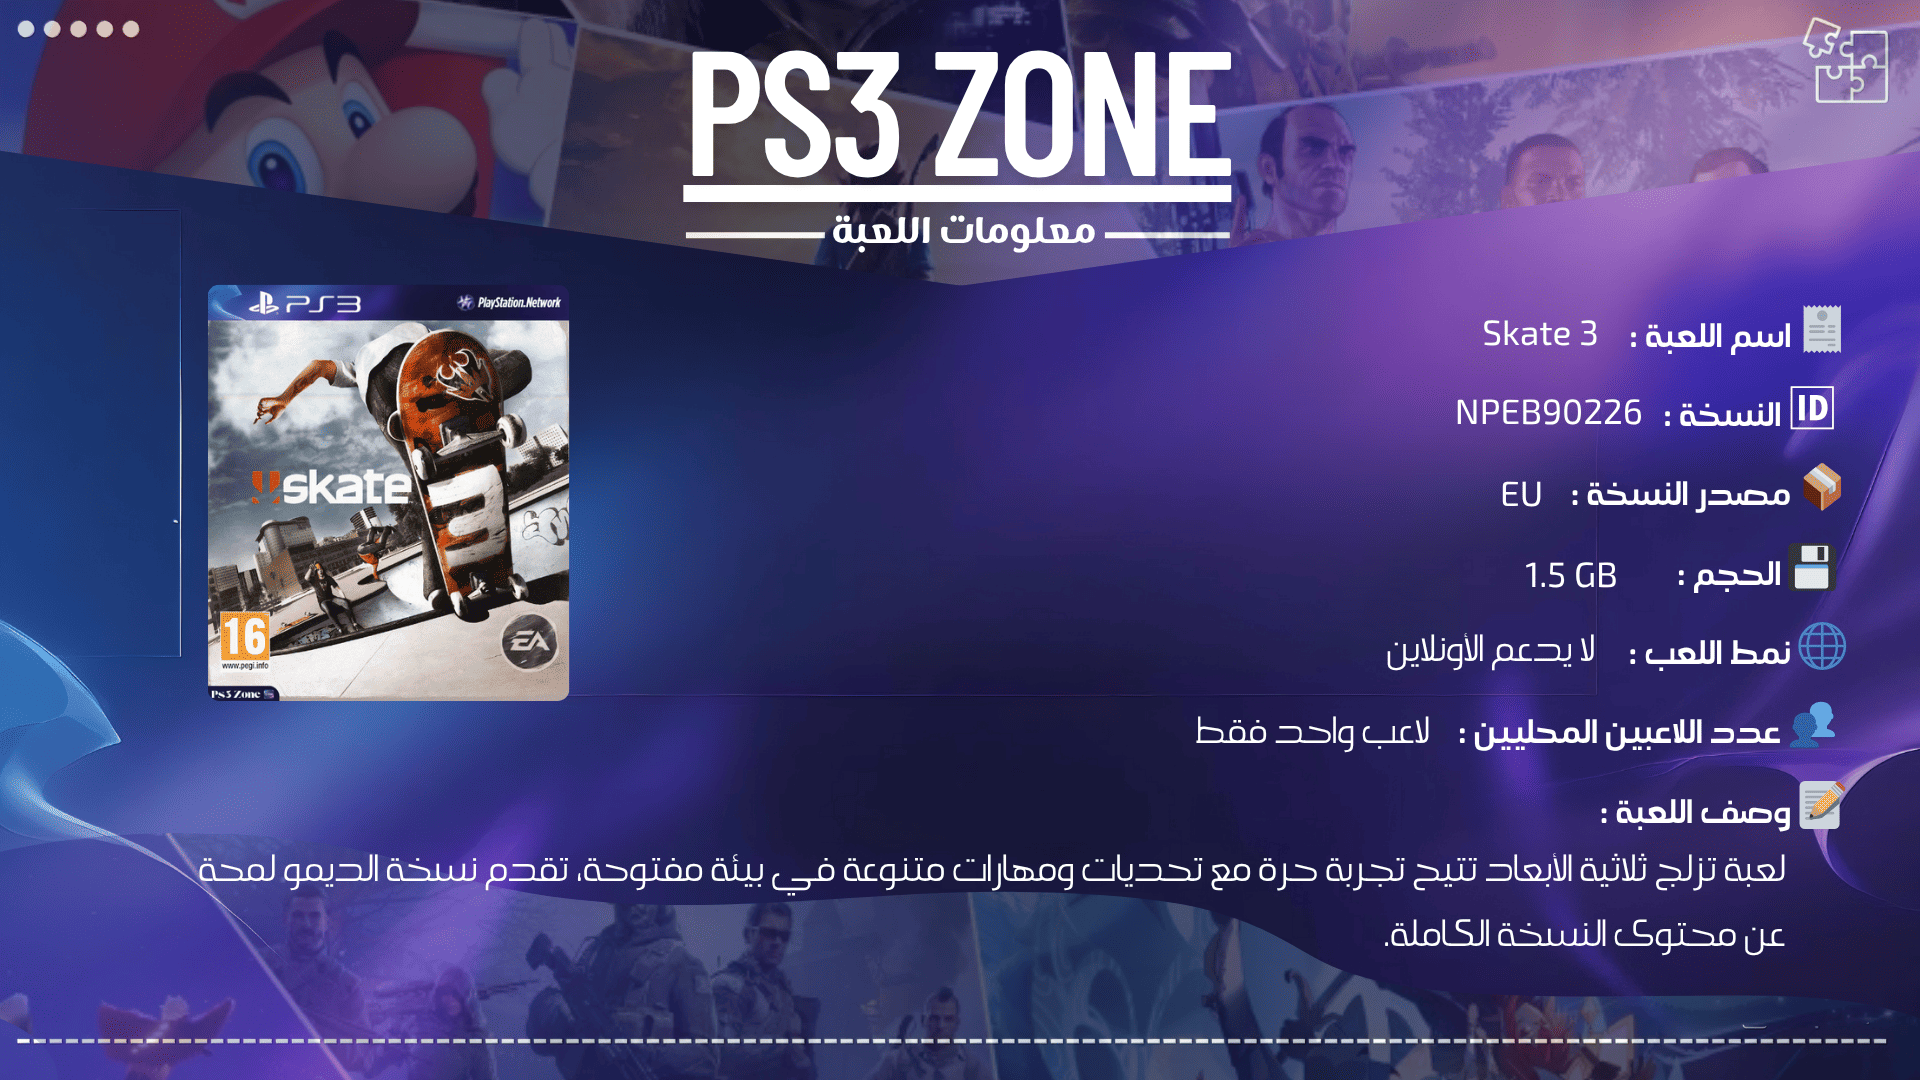 PS3 ZONE
معلومات اللعبة
PS3 PlayStation.Network
skate
3
16
www.pegi.info
EA
Ps3 Zone
اسم اللعبة : Skate 3
ID النسخة : NPEB90226
مصدر النسخة : EU
الحجم : 1.5 GB
نمط اللعب : لا يدعم الأونلاين
عدد اللاعبين المحليين : لاعب واحد فقط
وصف اللعبة :
لعبة تزلج ثلاثية الأبعاد تتيح تجربة حرة مع تحديات ومهارات متنوعة في بيئة مفتوحة، تقدم نسخة الديمو لمحة
عن محتوى النسخة الكاملة.